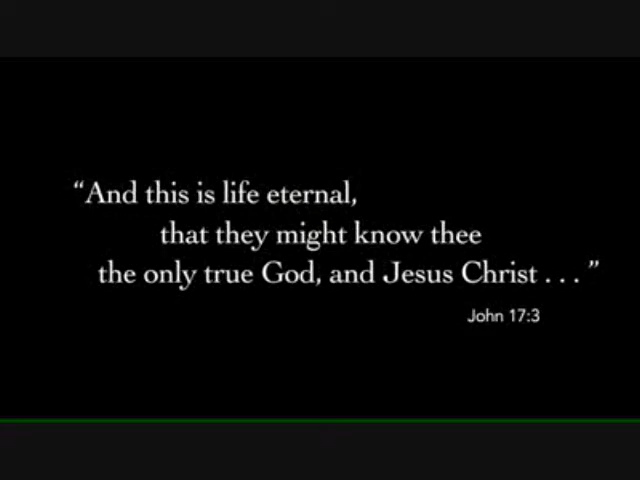 “And this is life eternal,
that they might know thee
the only true God, and Jesus Christ . . . ”
John 17:3